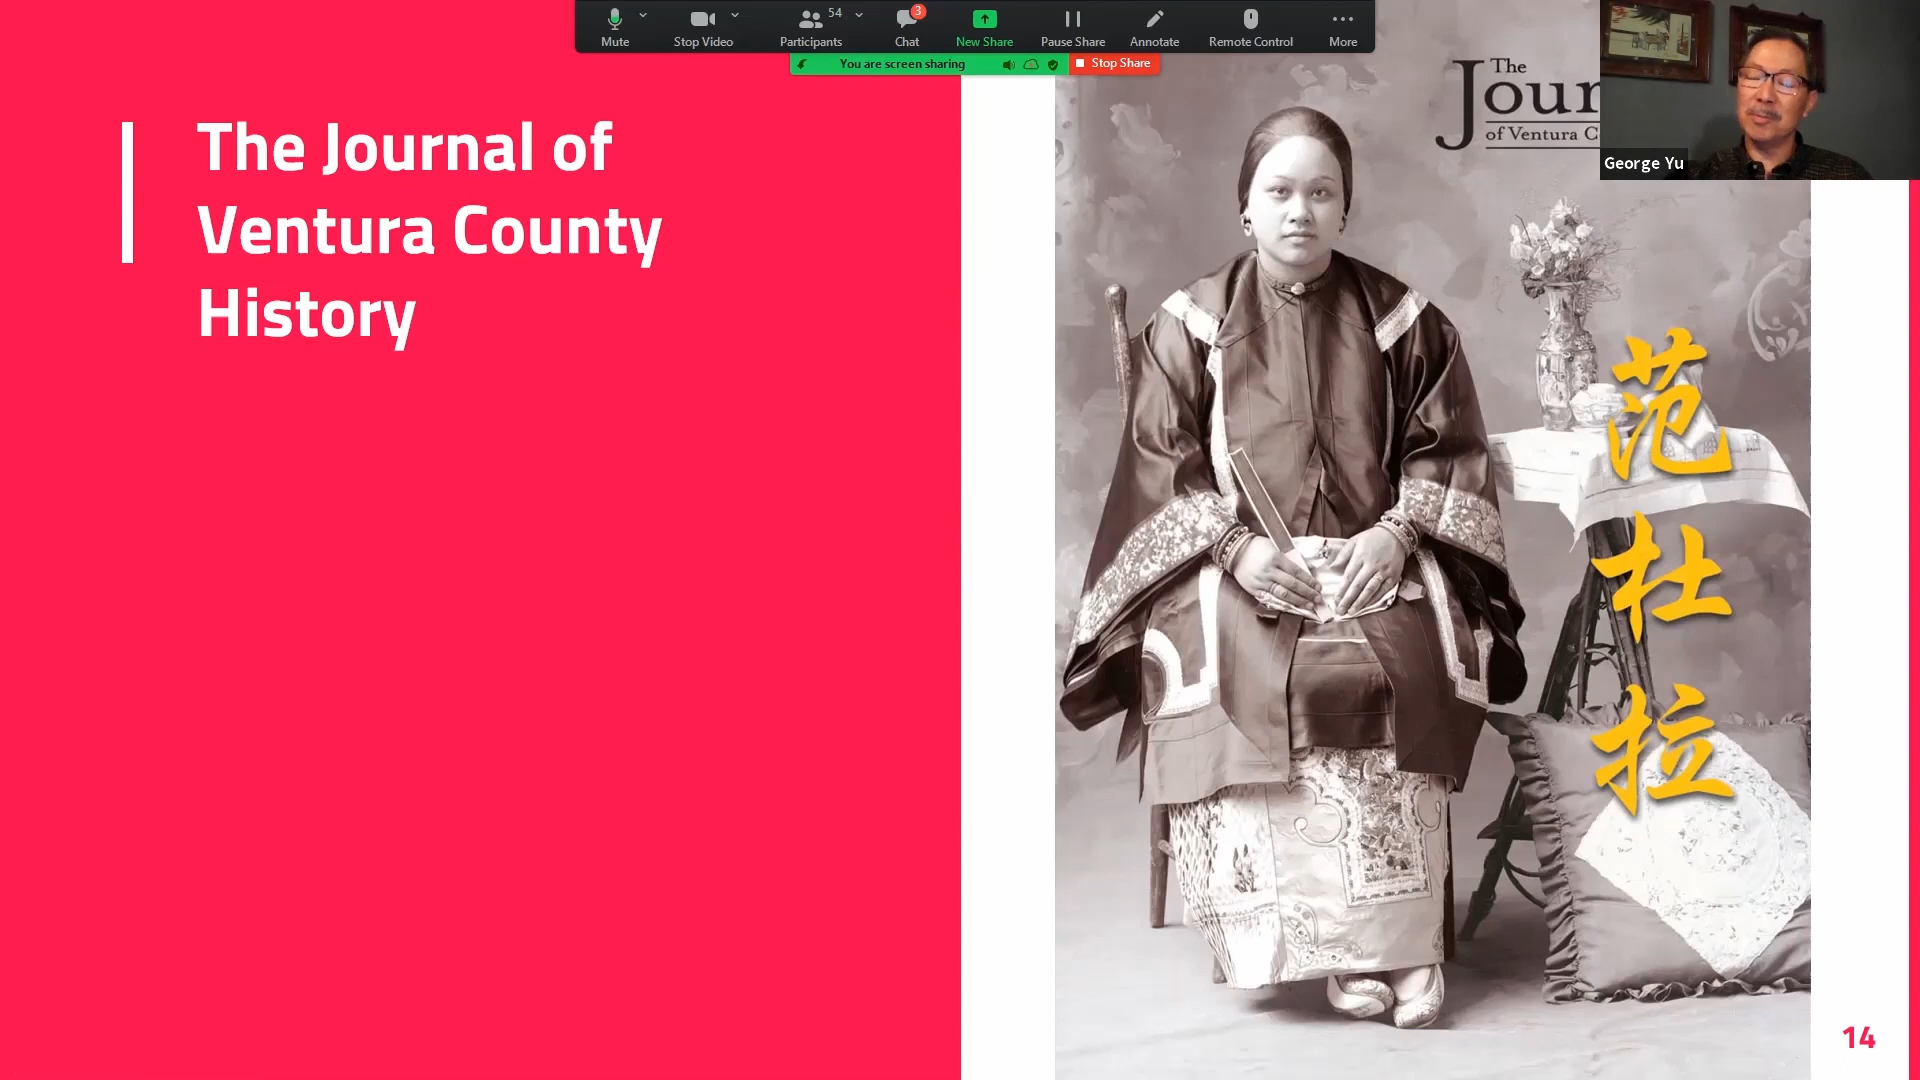 Mute
Stop Video
54
Participants
3
Chat
New Share
Pause Share
Annotate
Remote Control
More
You are screen sharing
Stop Share
George Yu
The Journal of
Ventura County
History
The
Jour
of Ventura C
范
杜
拉
14